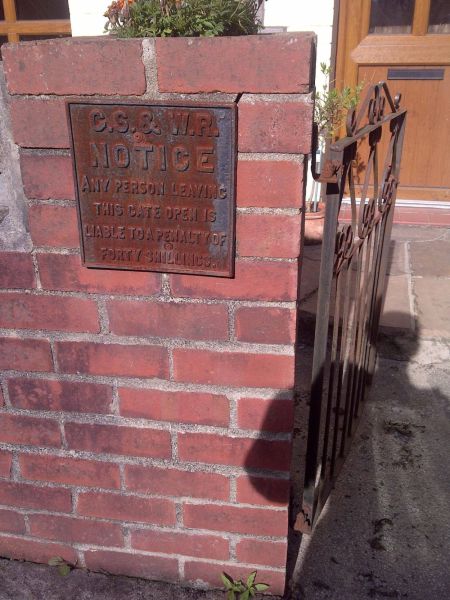 G.S. & W.R.
NOTICE
ANY PERSON LEAVING
THIS GATE OPEN IS
LIABLE TO A PENALTY OF
FORTY SHILLINGS.